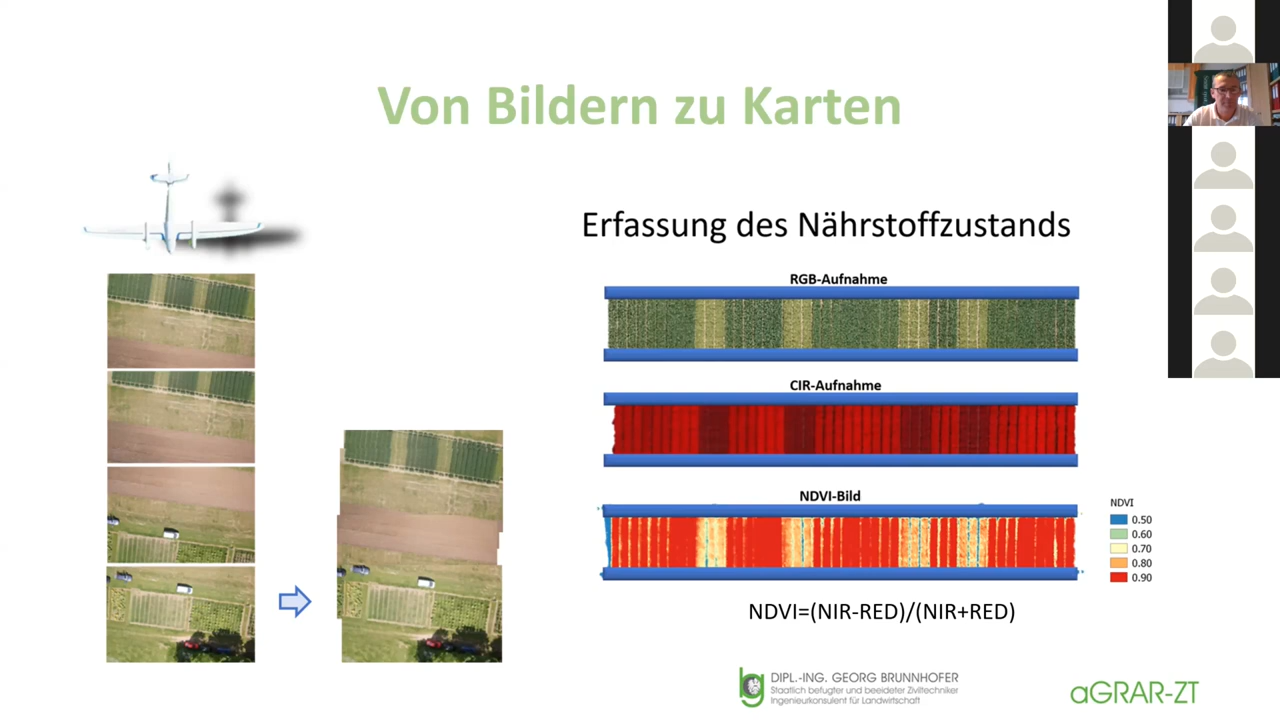 Von Bildern zu Karten
Erfassung des Nährstoffzustands
RGB-Aufnahme
CIR-Aufnahme
NDVI-Bild
NDVI
0.50
0.60
0.70
0.80
0.90
NDVI=(NIR-RED)/(NIR+RED)
DIPL.-ING. GEORG BRUNNHOFER
Staatlich befugter und beeideter Ziviltechniker
Ingenieurkonsulent für Landwirtschaft
aGRAR-ZT